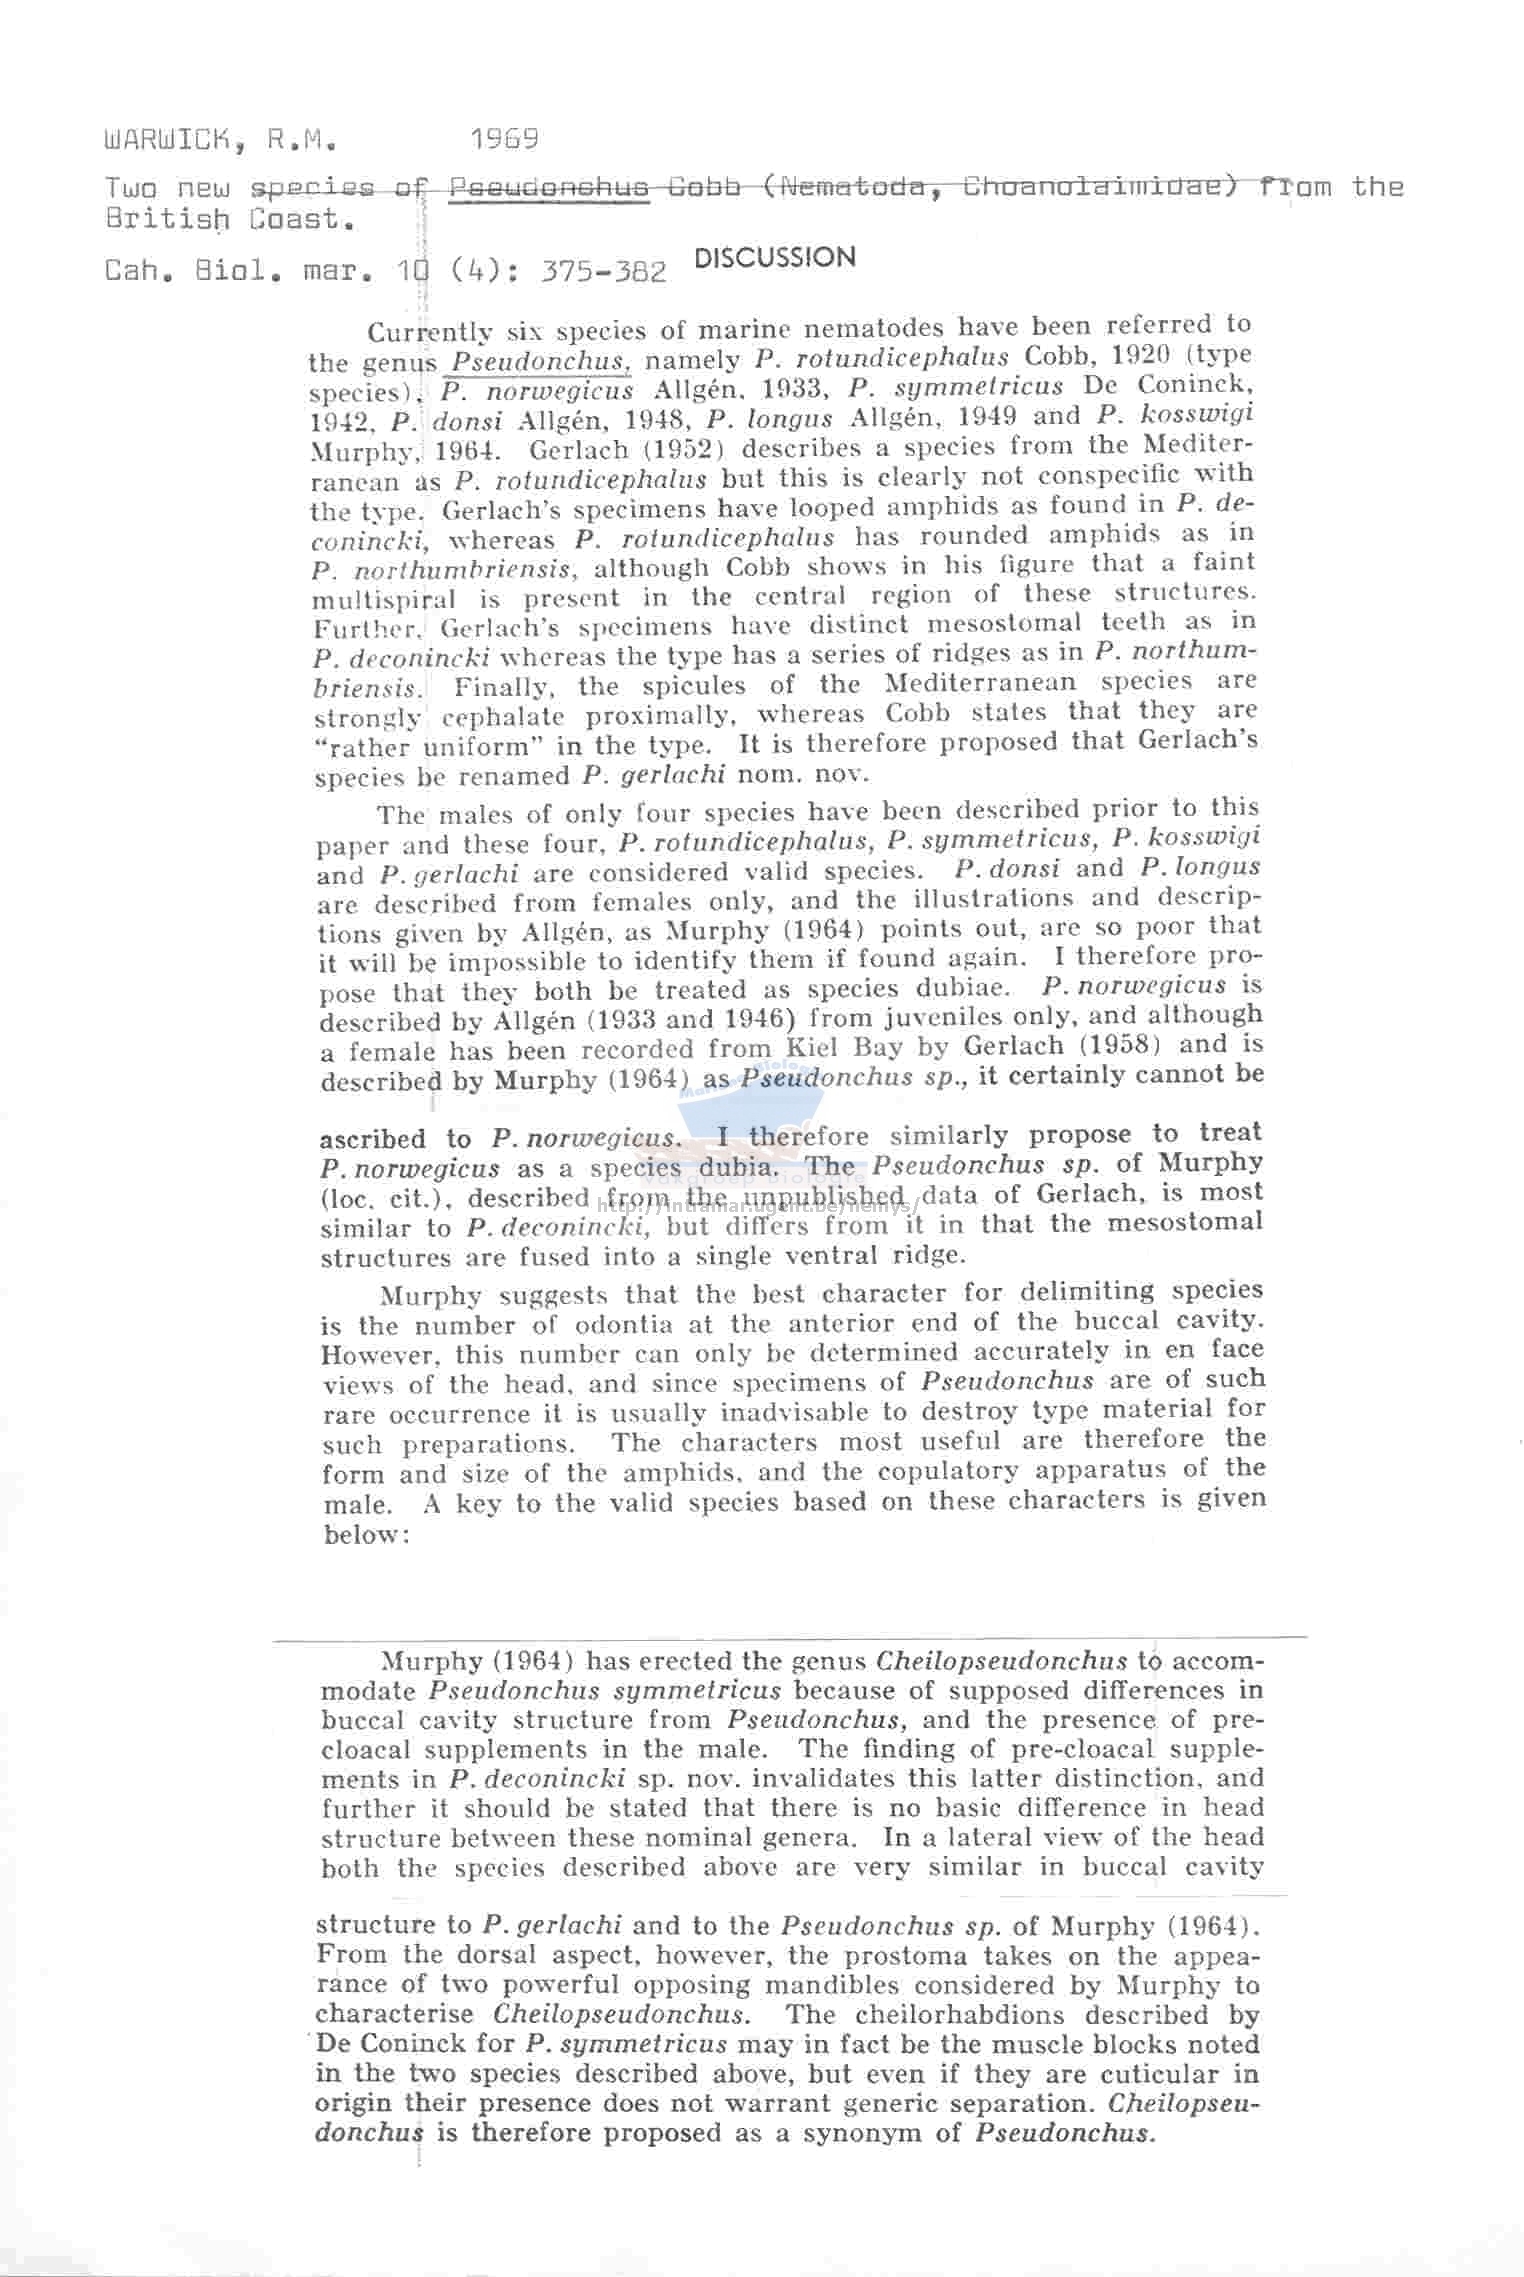 WARWICK, R.M. 1969
Two new species of Pseudonchus Cobb (Nematoda, Choanolaimidae) from the
British Coast.
Cah. Biol. mar. 10 (4): 375-382
DISCUSSION
Currently six species of marine nematodes have been referred to
the genus Pseudonchus, namely P. rotundicephalus Cobb, 1920 (type
species), P. norwegicus Allgén, 1933, P. symmetricus De Coninck,
1942, P. donsi Allgén, 1948, P. longus Allgén, 1949 and P. kosswigi
Murphy, 1964. Gerlach (1952) describes a species from the Mediter-
ranean as P. rotundicephalus but this is clearly not conspecific with
the type. Gerlach's specimens have looped amphids as found in P. de-
conincki, whereas P. rotundicephalus has rounded amphids as in
P. northumbriensis, although Cobb shows in his figure that a faint
multispiral is present in the central region of these structures.
Further, Gerlach's specimens have distinct mesostomal teeth as in
P. deconincki whereas the type has a series of ridges as in P. northum-
briensis. Finally, the spicules of the Mediterranean species are
strongly cephalate proximally, whereas Cobb states that they are
“rather uniform” in the type. It is therefore proposed that Gerlach's
species be renamed P. gerlachi nom. nov.
The males of only four species have been described prior to this
paper and these four, P. rotundicephalus, P. symmetricus, P. kosswigi
and P. gerlachi are considered valid species. P. donsi and P. longus
are described from females only, and the illustrations and descrip-
tions given by Allgén, as Murphy (1964) points out, are so poor that
it will be impossible to identify them if found again. I therefore pro-
pose that they both be treated as species dubiae. P. norwegicus is
described by Allgén (1933 and 1946) from juveniles only, and although
a female has been recorded from Kiel Bay by Gerlach (1958) and is
described by Murphy (1964) as Pseudonchus sp., it certainly cannot be
Mariene Biologie
ascribed to P. norwegicus. I therefore similarly propose to treat
P. norwegicus as a species dubia. The Pseudonchus sp. of Murphy
vakgroep Biologie
(loc. cit.), described from the unpublished data of Gerlach, is most
http://intramar.ugent.be/nemys/
similar to P. deconincki, but differs from it in that the mesostomal
structures are fused into a single ventral ridge.
Murphy suggests that the best character for delimiting species
is the number of odontia at the anterior end of the buccal cavity.
However, this number can only be determined accurately in en face
views of the head, and since specimens of Pseudonchus are of such
rare occurrence it is usually inadvisable to destroy type material for
such preparations. The characters most useful are therefore the
form and size of the amphids, and the copulatory apparatus of the
male. A key to the valid species based on these characters is given
below:
Murphy (1964) has erected the genus Cheilopseudonchus to accom-
modate Pseudonchus symmetricus because of supposed differences in
buccal cavity structure from Pseudonchus, and the presence of pre-
cloacal supplements in the male. The finding of pre-cloacal supple-
ments in P. deconincki sp. nov. invalidates this latter distinction, and
further it should be stated that there is no basic difference in head
structure between these nominal genera. In a lateral view of the head
both the species described above are very similar in buccal cavity
structure to P. gerlachi and to the Pseudonchus sp. of Murphy (1964).
From the dorsal aspect, however, the prostoma takes on the appea-
rance of two powerful opposing mandibles considered by Murphy to
characterise Cheilopseudonchus. The cheilorhabdions described by
De Coninck for P. symmetricus may in fact be the muscle blocks noted
in the two species described above, but even if they are cuticular in
origin their presence does not warrant generic separation. Cheilopseu-
donchus is therefore proposed as a synonym of Pseudonchus.